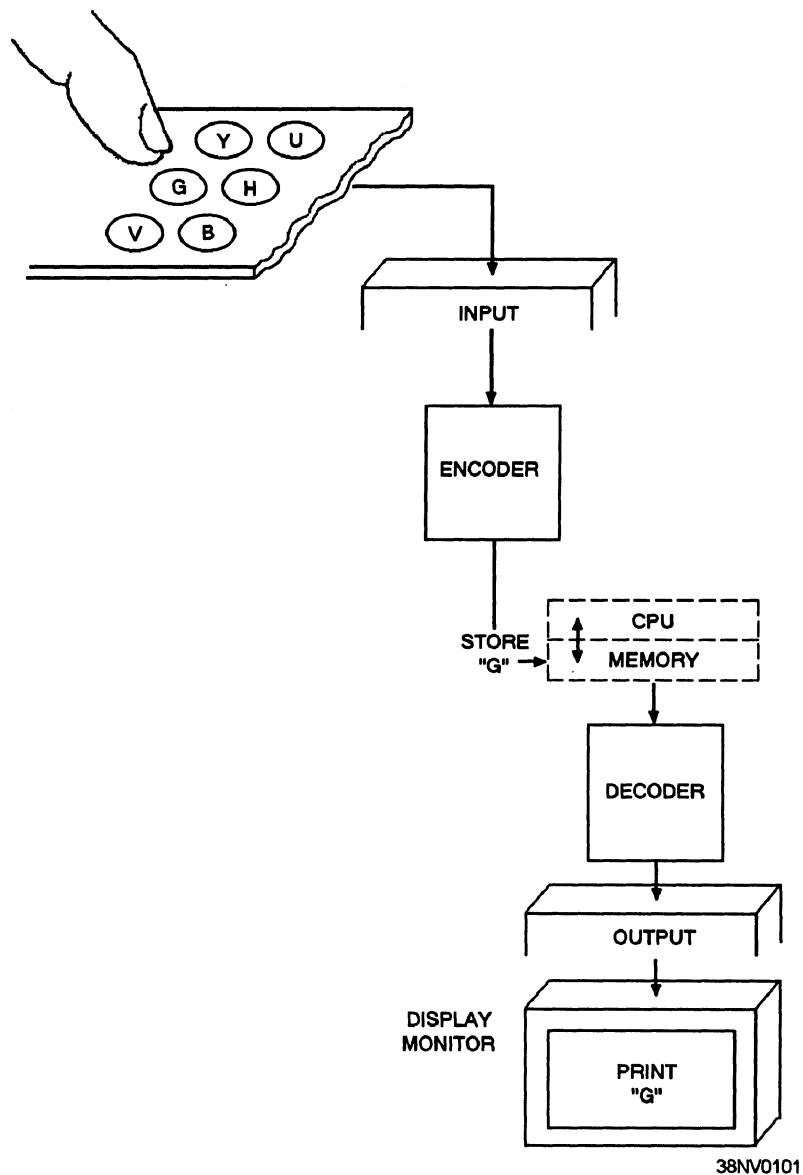 Y U
G H
V B
INPUT
ENCODER
STORE
"G"
CPU
MEMORY
DECODER
OUTPUT
DISPLAY
MONITOR
PRINT
"G"
38NV0101